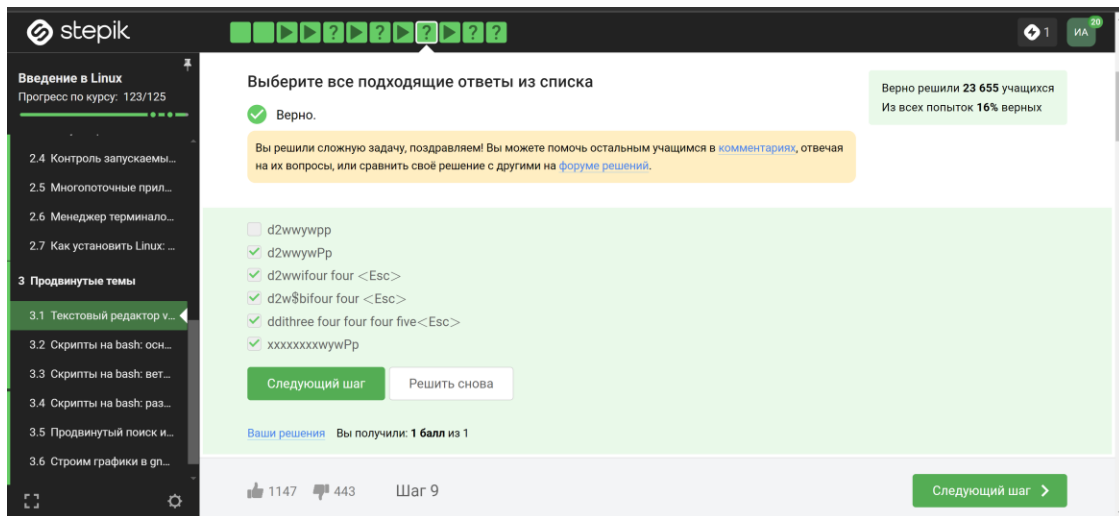 stepik
1
ИА
20
Введение в Linux
Прогресс по курсу: 123/125
2.4 Контроль запускаемы...
2.5 Многопоточные прил...
2.6 Менеджер терминало...
2.7 Как установить Linux: ...
3 Продвинутые темы
3.1 Текстовый редактор v...
3.2 Скрипты на bash: осн...
3.3 Скрипты на bash: вет...
3.4 Скрипты на bash: раз...
3.5 Продвинутый поиск и...
3.6 Строим графики в gn...
Выберите все подходящие ответы из списка
Верно.
Верно решили 23 655 учащихся
Из всех попыток 16% верных
Вы решили сложную задачу, поздравляем! Вы можете помочь остальным учащимся в комментариях, отвечая
на их вопросы, или сравнить своё решение с другими на форуме решений.
d2wwywpp
d2wwywPp
d2wwifour four <Esc>
d2w$bifour four <Esc>
ddithree four four four five<Esc>
xxxxxxxxwywPp
Следующий шаг
Решить снова
Ваши решения Вы получили: 1 балл из 1
1147
443
Шаг 9
Следующий шаг